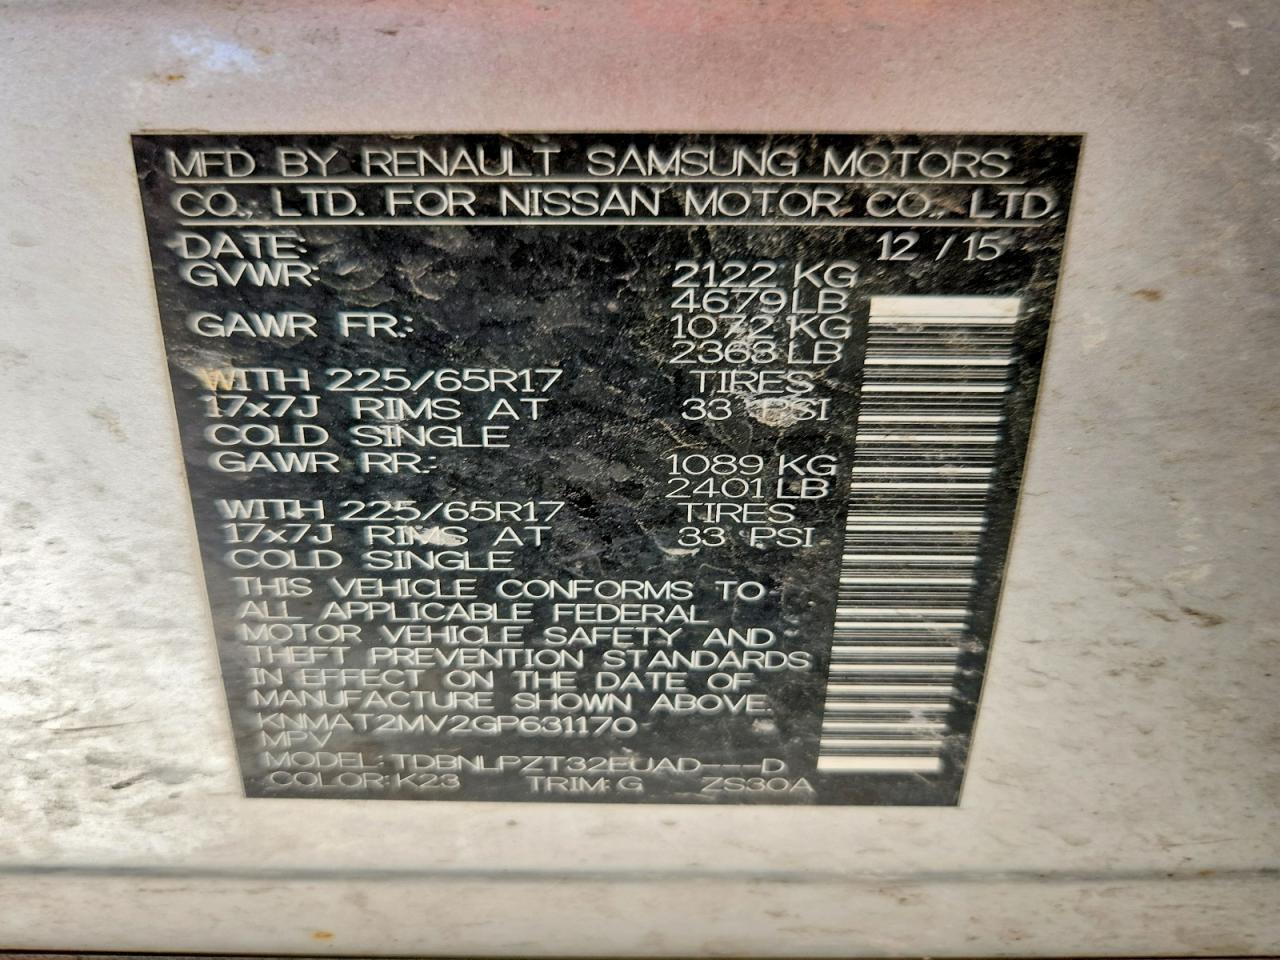 MFD BY RENAULT SAMSUNG MOTORS
CO., LTD. FOR NISSAN MOTOR CO., LTD.
DATE: 12 / 15
GVWR: 2122 KG
4679 LB
GAWR FR.: 1072 KG
2363 LB
WITH 225/65R17 TIRES
17x7J RIMS AT 33 PSI
COLD SINGLE
GAWR RR.: 1089 KG
2401 LB
WITH 225/65R17 TIRES
17x7J RIMS AT 33 PSI
COLD SINGLE
THIS VEHICLE CONFORMS TO
ALL APPLICABLE FEDERAL
MOTOR VEHICLE SAFETY AND
THEFT PREVENTION STANDARDS
IN EFFECT ON THE DATE OF
MANUFACTURE SHOWN ABOVE.
KNMAT2MV2GP631170
MPV
MODEL: TDBNLPZT32EUAD---D
COLOR: K23 TRIM: G ZS30A